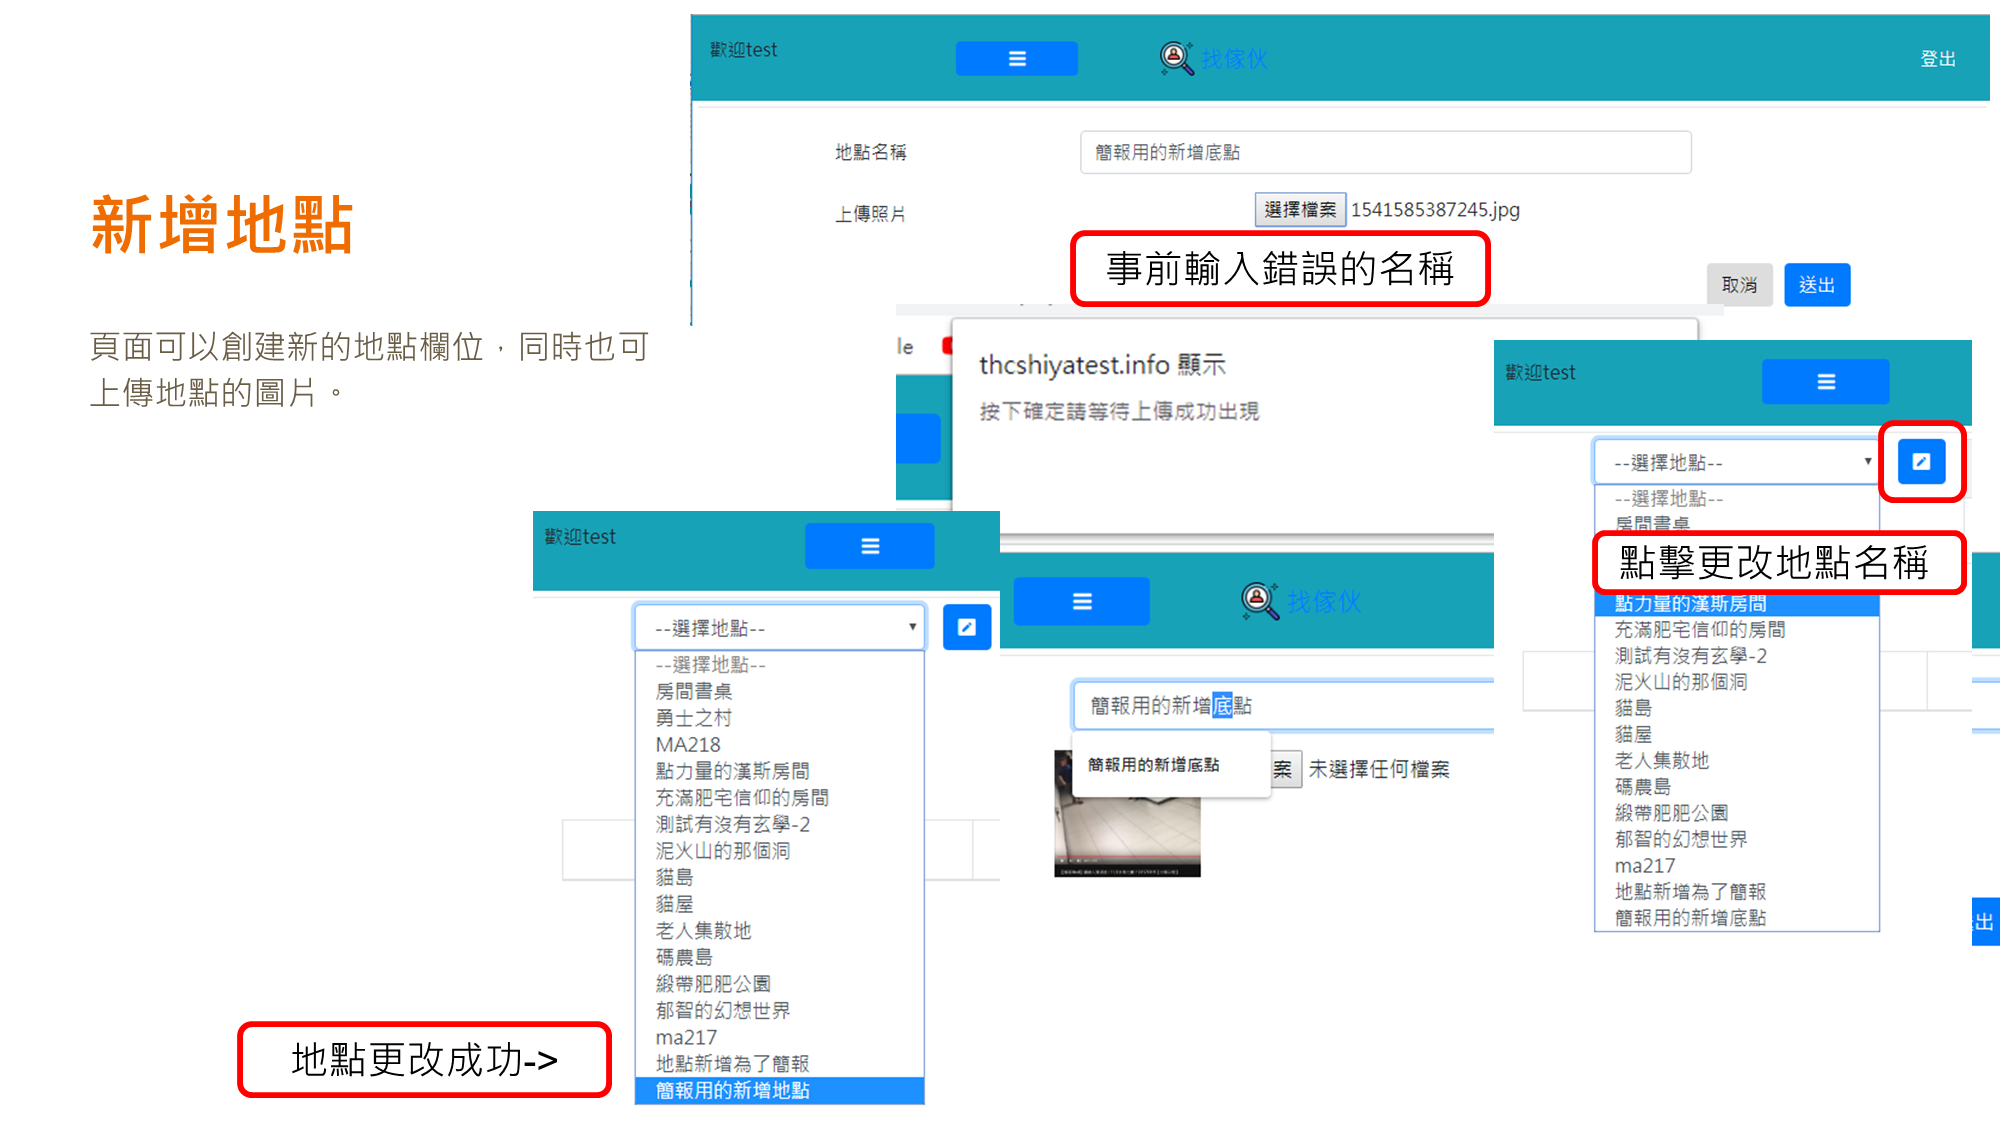 新增地點
頁面可以創建新的地點欄位，同時也可
上傳地點的圖片。
歡迎test
找傢伙
登出
地點名稱
簡報用的新增底點
上傳照片
選擇檔案 1541585387245.jpg
事前輸入錯誤的名稱
取消
送出
le
thcshiyatest.info 顯示
按下確定請等待上傳成功出現
歡迎test
--選擇地點--
--選擇地點--
房間書桌
點擊更改地點名稱
點力量的漢斯房間
充滿肥宅信仰的房間
測試有沒有玄學-2
泥火山的那個洞
貓島
貓屋
老人集散地
碼農島
緞帶肥肥公園
郁智的幻想世界
ma217
地點新增為了簡報
簡報用的新增底點
出
找傢伙
簡報用的新增底點
簡報用的新增底點
案 未選擇任何檔案
歡迎test
--選擇地點--
--選擇地點--
房間書桌
勇士之村
MA218
點力量的漢斯房間
充滿肥宅信仰的房間
測試有沒有玄學-2
泥火山的那個洞
貓島
貓屋
老人集散地
碼農島
緞帶肥肥公園
郁智的幻想世界
ma217
地點新增為了簡報
簡報用的新增地點
地點更改成功->